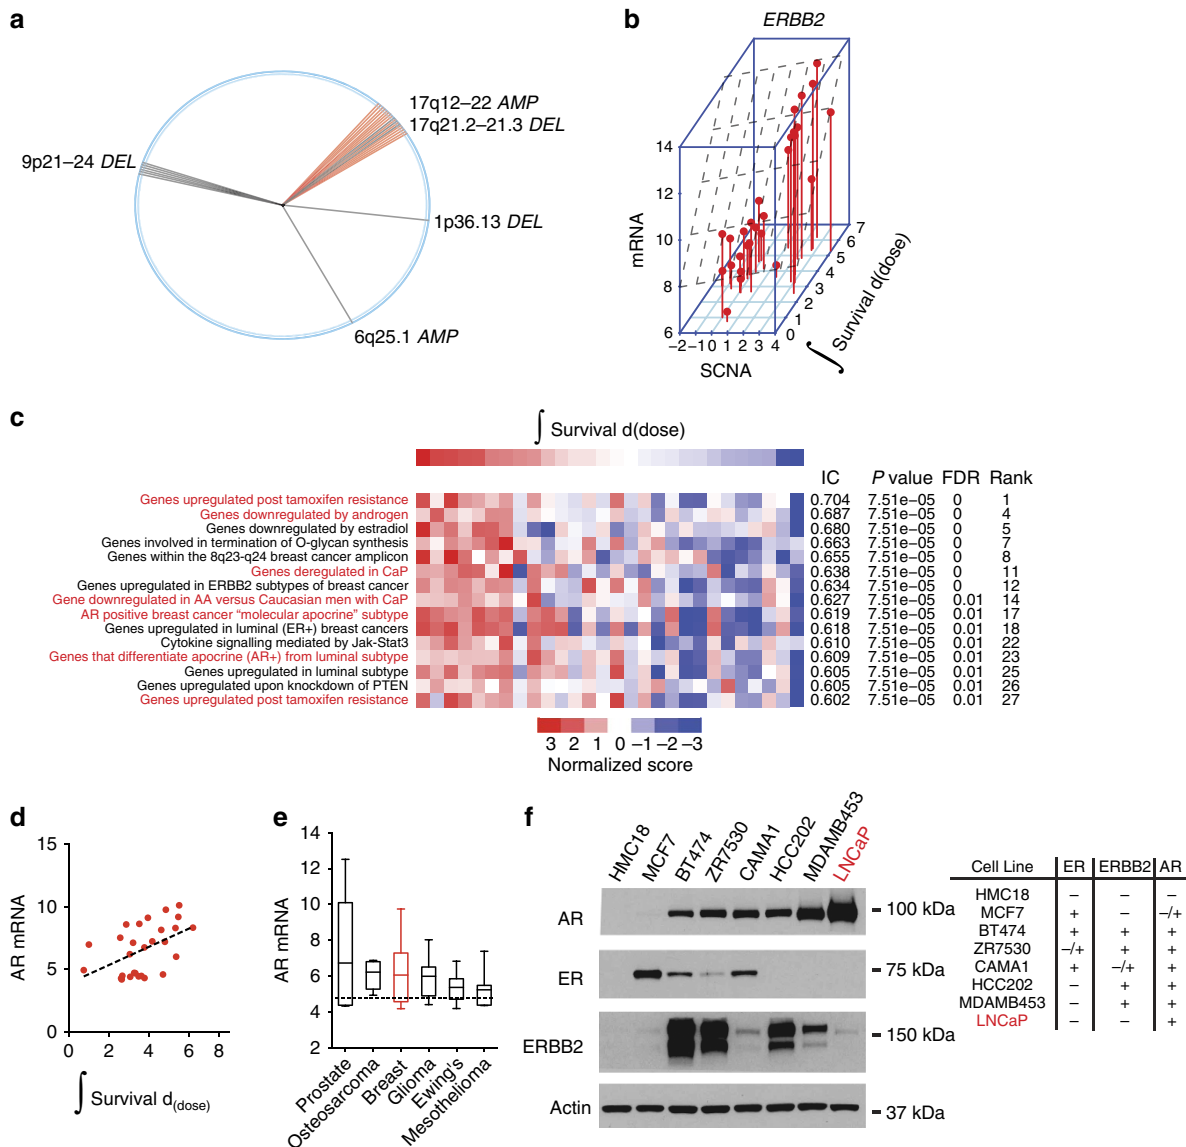 a
17q12–22 AMP
17q21.2–21.3 DEL
9p21–24 DEL
1p36.13 DEL
6q25.1 AMP
b
ERBB2
mRNA
14
12
10
8
6
–2 –1 0 1 2 3 4
SCNA
0 1 2 3 4 5 6 7
∫ Survival d(dose)
c
∫ Survival d(dose)
IC P value FDR Rank
Genes upregulated post tamoxifen resistance 0.704 7.51e–05 0 1
Genes downregulated by androgen 0.687 7.51e–05 0 4
Genes downregulated by estradiol 0.680 7.51e–05 0 5
Genes involved in termination of O-glycan synthesis 0.663 7.51e–05 0 7
Genes within the 8q23-q24 breast cancer amplicon 0.655 7.51e–05 0 8
Genes deregulated in CaP 0.638 7.51e–05 0 11
Genes upregulated in ERBB2 subtypes of breast cancer 0.634 7.51e–05 0 12
Gene downregulated in AA versus Caucasian men with CaP 0.627 7.51e–05 0.01 14
AR positive breast cancer “molecular apocrine” subtype 0.619 7.51e–05 0.01 17
Genes upregulated in luminal (ER+) breast cancers 0.618 7.51e–05 0.01 18
Cytokine signalling mediated by Jak-Stat3 0.610 7.51e–05 0.01 22
Genes that differentiate apocrine (AR+) from luminal subtype 0.609 7.51e–05 0.01 23
Genes upregulated in luminal subtype 0.605 7.51e–05 0.01 25
Genes upregulated upon knockdown of PTEN 0.605 7.51e–05 0.01 26
Genes upregulated post tamoxifen resistance 0.602 7.51e–05 0.01 27
3 2 1 0 –1 –2 –3
Normalized score
d
AR mRNA
15
10
5
0
0 2 4 6 8
∫ Survival d(dose)
e
AR mRNA
14
12
10
8
6
4
2
Prostate
Osteosarcoma
Breast
Glioma
Ewing's
Mesothelioma
f
HMC18
MCF7
BT474
ZR7530
CAMA1
HCC202
MDAMB453
LNCaP
AR – 100 kDa
ER – 75 kDa
ERBB2 – 150 kDa
Actin – 37 kDa
Cell Line ER ERBB2 AR
HMC18 – – –
MCF7 + – –/+
BT474 + + +
ZR7530 –/+ + +
CAMA1 + –/+ +
HCC202 – + +
MDAMB453 – + +
LNCaP – – +